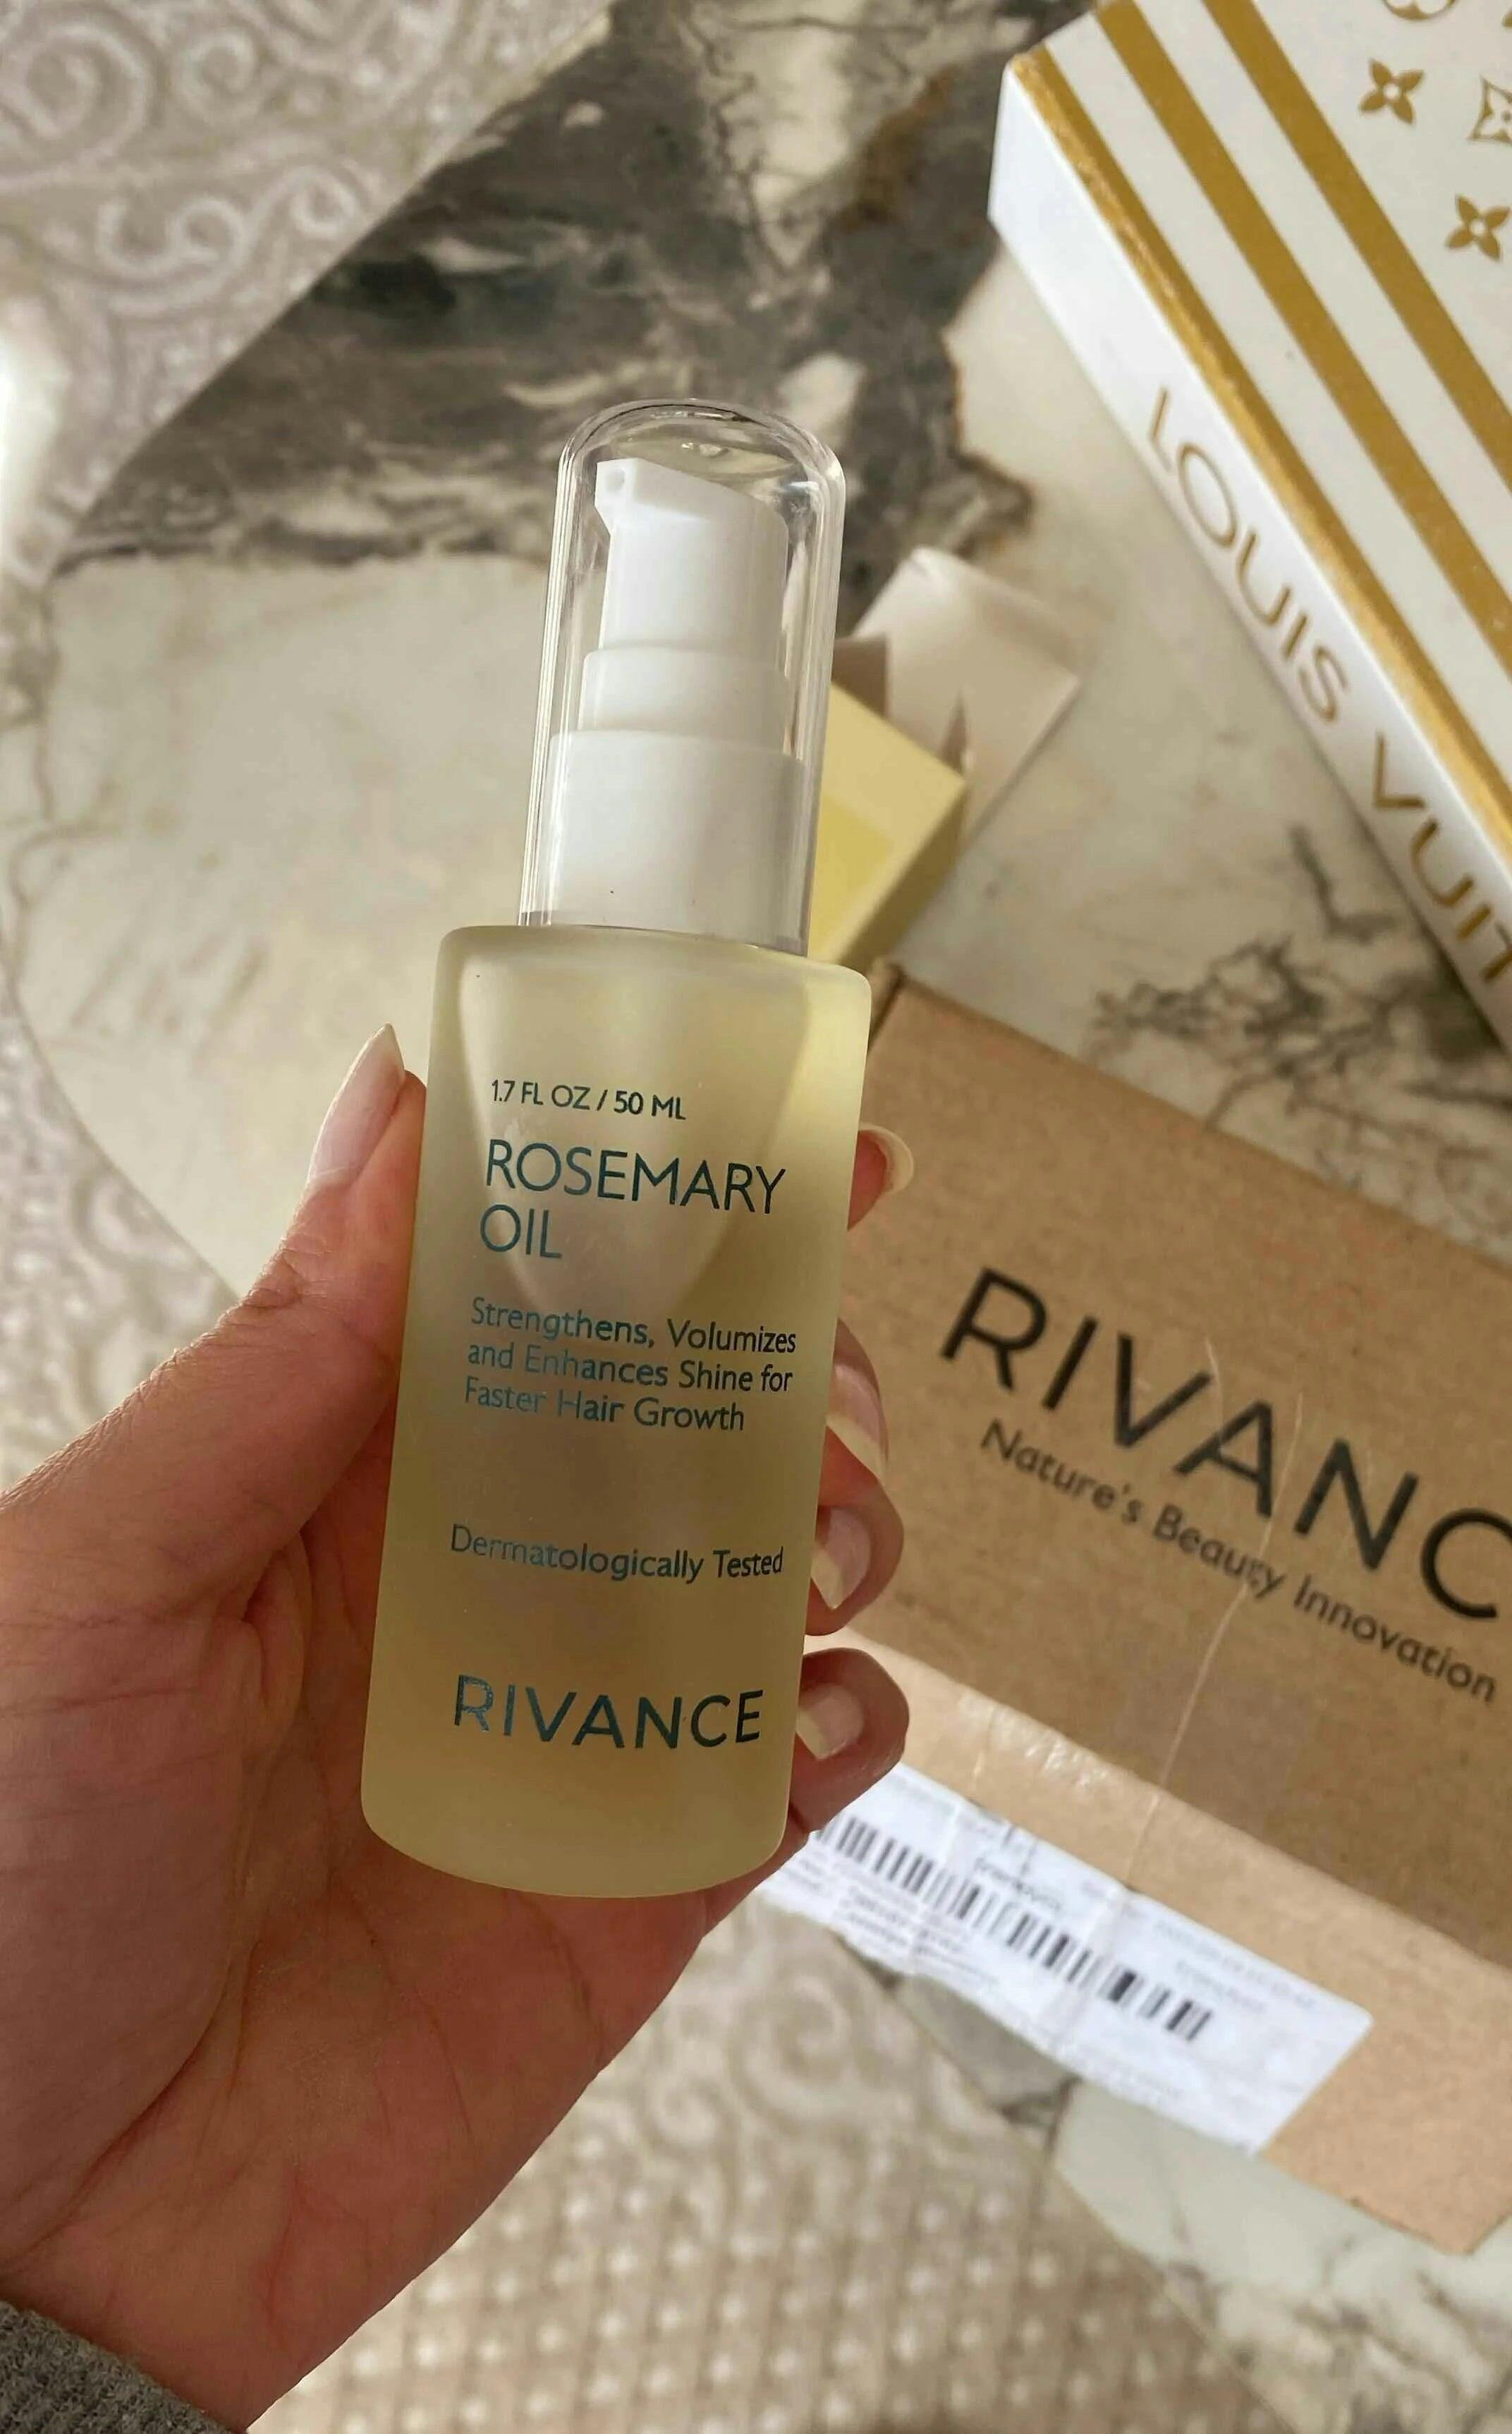 LOUIS VUIT
1.7 FL OZ / 50 ML
ROSEMARY
OIL
Strengthens, Volumizes
and Enhances Shine for
Faster Hair Growth
Dermatologically Tested
RIVANCE
RIVANC
Nature's Beauty Innovation